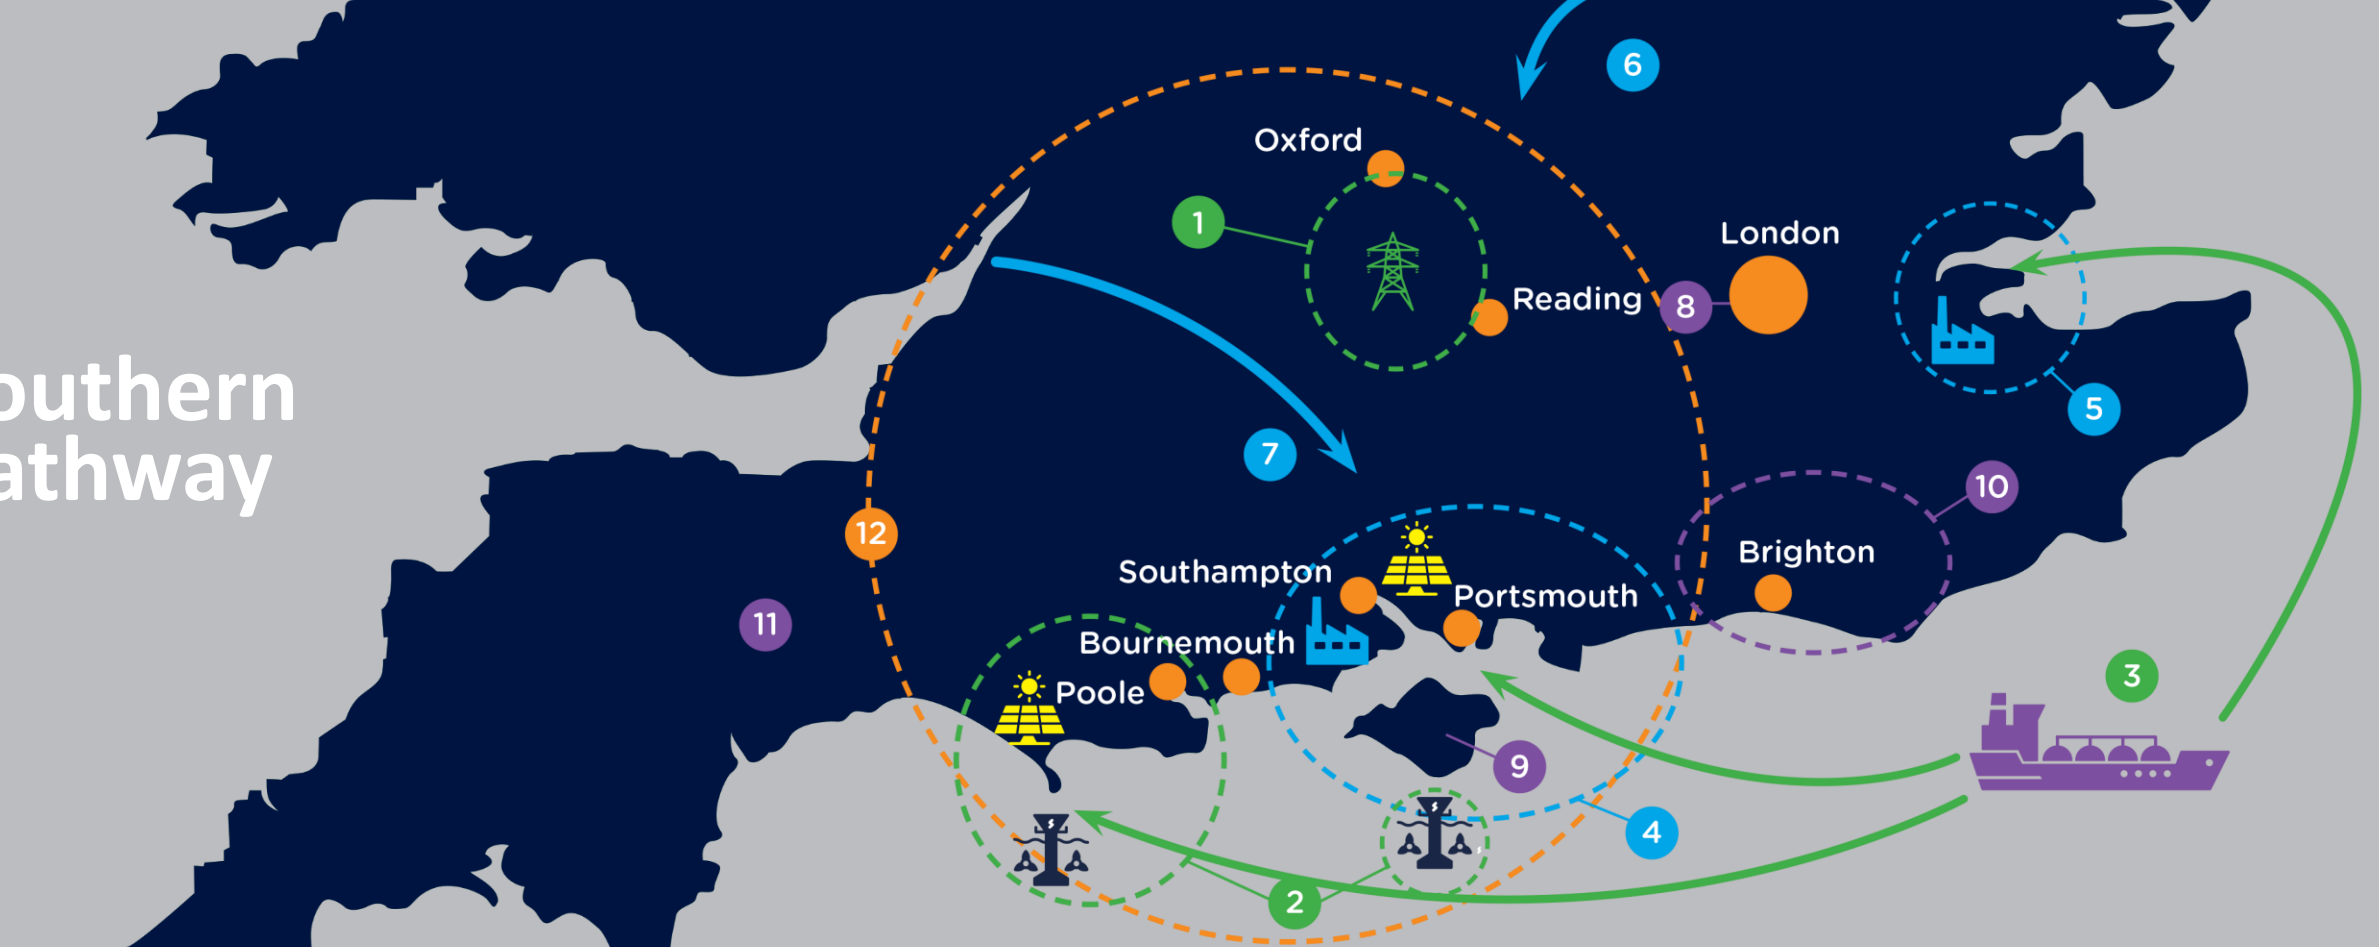 6
Oxford
1
London
Reading
8
outhern
athway
5
7
10
12
Brighton
Southampton
Portsmouth
11
Bournemouth
Poole
3
9
4
2